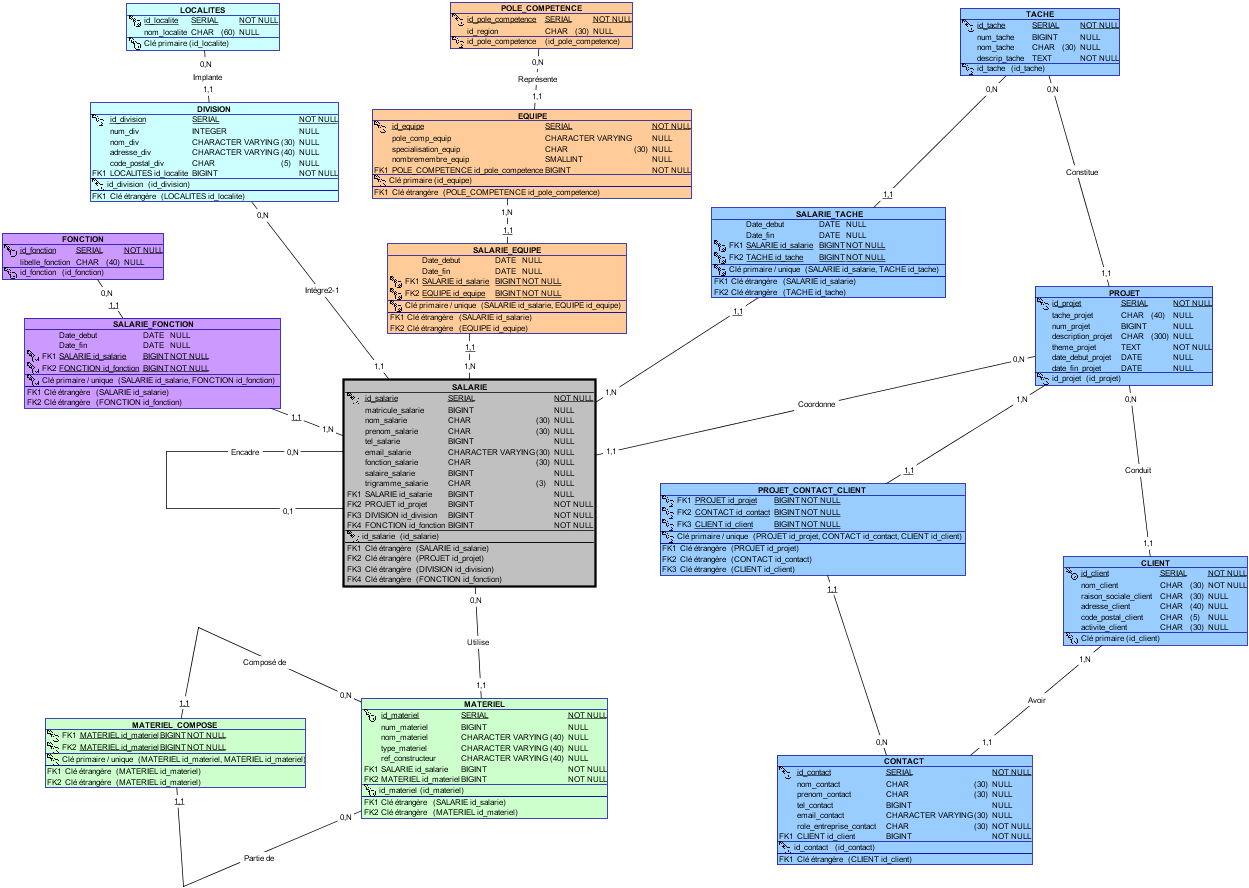 LOCALITES
id_localite SERIAL NOT NULL
nom_localite CHAR (60) NULL
Clé primaire (id_localite)
0,N
Implante
1,1
POLE_COMPETENCE
id_pole_competence SERIAL NOT NULL
id_region CHAR (30) NULL
id_pole_competence (id_pole_competence)
0,N
Représente
1,1
TACHE
id_tache SERIAL NOT NULL
num_tache BIGINT NULL
nom_tache CHAR (30) NULL
descrip_tache TEXT NOT NULL
id_tache (id_tache)
0,N
0,N
Constitue
1,1
1,1
DIVISION
id_division SERIAL NOT NULL
num_div INTEGER NULL
nom_div CHARACTER VARYING (30) NULL
adresse_div CHARACTER VARYING (40) NULL
code_postal_div CHAR (5) NULL
FK1 LOCALITES id_localite BIGINT NOT NULL
id_division (id_division)
FK1 Clé étrangère (LOCALITES id_localite)
0,N
Intègre2-1
1,1
EQUIPE
id_equipe SERIAL NOT NULL
pole_comp_equip CHARACTER VARYING NULL
specialisation_equip CHAR (30) NULL
nombremembre_equip SMALLINT NULL
FK1 POLE_COMPETENCE id_pole_competence BIGINT NOT NULL
Clé primaire (id_equipe)
FK1 Clé étrangère (POLE_COMPETENCE id_pole_competence)
1,N
1,1
SALARIE_TACHE
Date_debut DATE NULL
Date_fin DATE NULL
FK1 SALARIE id_salarie BIGINT NOT NULL
FK2 TACHE id_tache BIGINT NOT NULL
Clé primaire / unique (SALARIE id_salarie, TACHE id_tache)
FK1 Clé étrangère (SALARIE id_salarie)
FK2 Clé étrangère (TACHE id_tache)
1,1
1,N
FONCTION
id_fonction SERIAL NOT NULL
libelle_fonction CHAR (40) NULL
id_fonction (id_fonction)
0,N
1,1
SALARIE_EQUIPE
Date_debut DATE NULL
Date_fin DATE NULL
FK1 SALARIE id_salarie BIGINT NOT NULL
FK2 EQUIPE id_equipe BIGINT NOT NULL
Clé primaire / unique (SALARIE id_salarie, EQUIPE id_equipe)
FK1 Clé étrangère (SALARIE id_salarie)
FK2 Clé étrangère (EQUIPE id_equipe)
1,1
1,N
PROJET
id_projet SERIAL NOT NULL
tache_projet CHAR (40) NULL
num_projet BIGINT NULL
description_projet CHAR (300) NULL
theme_projet TEXT NOT NULL
date_debut_projet DATE NULL
date_fin_projet DATE NULL
id_projet (id_projet)
0,N
Coordonne
1,1
1,N
1,1
0,N
Conduit
1,1
SALARIE_FONCTION
Date_debut DATE NULL
Date_fin DATE NULL
FK1 SALARIE id_salarie BIGINT NOT NULL
FK2 FONCTION id_fonction BIGINT NOT NULL
Clé primaire / unique (SALARIE id_salarie, FONCTION id_fonction)
FK1 Clé étrangère (SALARIE id_salarie)
FK2 Clé étrangère (FONCTION id_fonction)
1,1
1,N
Encadre
0,N
0,1
SALARIE
id_salarie SERIAL NOT NULL
matricule_salarie BIGINT NULL
nom_salarie CHAR (30) NULL
prenom_salarie CHAR (30) NULL
tel_salarie BIGINT NULL
email_salarie CHARACTER VARYING (30) NULL
fonction_salarie CHAR (30) NULL
salaire_salarie BIGINT NULL
trigramme_salarie CHAR (3) NULL
FK1 SALARIE id_salarie BIGINT NULL
FK2 PROJET id_projet BIGINT NOT NULL
FK3 DIVISION id_division BIGINT NOT NULL
FK4 FONCTION id_fonction BIGINT NOT NULL
id_salarie (id_salarie)
FK1 Clé étrangère (SALARIE id_salarie)
FK2 Clé étrangère (PROJET id_projet)
FK3 Clé étrangère (DIVISION id_division)
FK4 Clé étrangère (FONCTION id_fonction)
0,N
Utilise
1,1
PROJET_CONTACT_CLIENT
FK1 PROJET id_projet BIGINT NOT NULL
FK2 CONTACT id_contact BIGINT NOT NULL
FK3 CLIENT id_client BIGINT NOT NULL
Clé primaire / unique (PROJET id_projet, CONTACT id_contact, CLIENT id_client)
FK1 Clé étrangère (PROJET id_projet)
FK2 Clé étrangère (CONTACT id_contact)
FK3 Clé étrangère (CLIENT id_client)
1,1
0,N
CLIENT
id_client SERIAL NOT NULL
nom_client CHAR (30) NOT NULL
raison_sociale_client CHAR (30) NULL
adresse_client CHAR (40) NULL
code_postal_client CHAR (5) NULL
activite_client CHAR (30) NULL
Clé primaire (id_client)
1,N
Avoir
1,1
Composé de
0,N
1,1
MATERIEL_COMPOSE
FK1 MATERIEL id_materiel BIGINT NOT NULL
FK2 MATERIEL id_materiel BIGINT NOT NULL
Clé primaire / unique (MATERIEL id_materiel, MATERIEL id_materiel)
FK1 Clé étrangère (MATERIEL id_materiel)
FK2 Clé étrangère (MATERIEL id_materiel)
1,1
Partie de
0,N
MATERIEL
id_materiel SERIAL NOT NULL
num_materiel BIGINT NULL
nom_materiel CHARACTER VARYING (40) NULL
type_materiel CHARACTER VARYING (40) NULL
ref_constructeur CHARACTER VARYING (40) NULL
FK1 SALARIE id_salarie BIGINT NOT NULL
FK2 MATERIEL id_materiel BIGINT NOT NULL
id_materiel (id_materiel)
FK1 Clé étrangère (SALARIE id_salarie)
FK2 Clé étrangère (MATERIEL id_materiel)
CONTACT
id_contact SERIAL NOT NULL
nom_contact CHAR (30) NULL
prenom_contact CHAR (30) NULL
tel_contact BIGINT NULL
email_contact CHARACTER VARYING (30) NULL
role_entreprise_contact CHAR (30) NOT NULL
FK1 CLIENT id_client BIGINT NOT NULL
id_contact (id_contact)
FK1 Clé étrangère (CLIENT id_client)